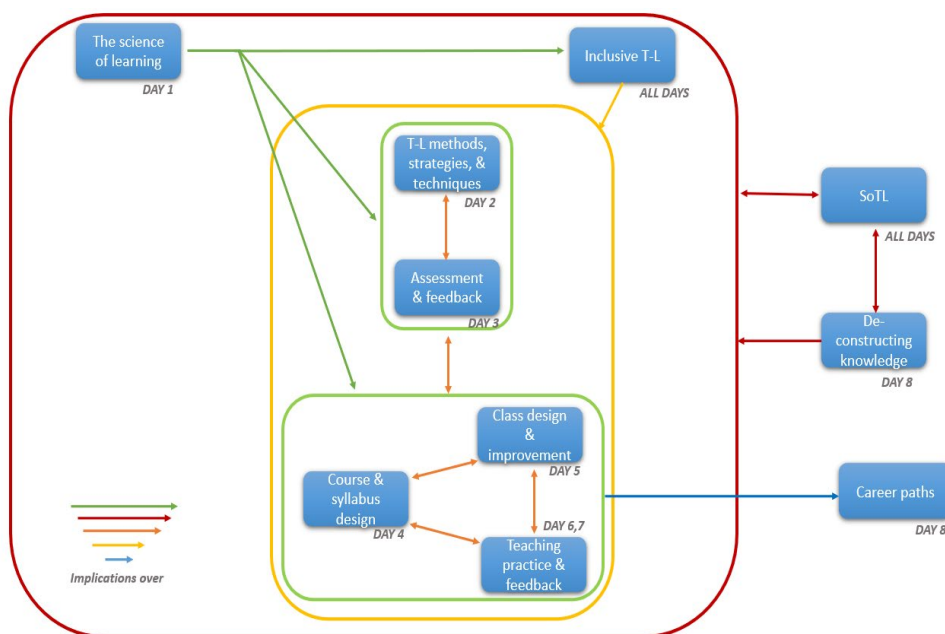 The science
of learning
DAY 1
Inclusive T-L
ALL DAYS
T-L methods,
strategies, &
techniques
DAY 2
Assessment
& feedback
DAY 3
SoTL
ALL DAYS
De-
constructing
knowledge
DAY 8
Class design
&
improvement
DAY 5
Course &
syllabus
design
DAY 4
DAY 6,7
Teaching
practice &
feedback
Career paths
DAY 8
Implications over